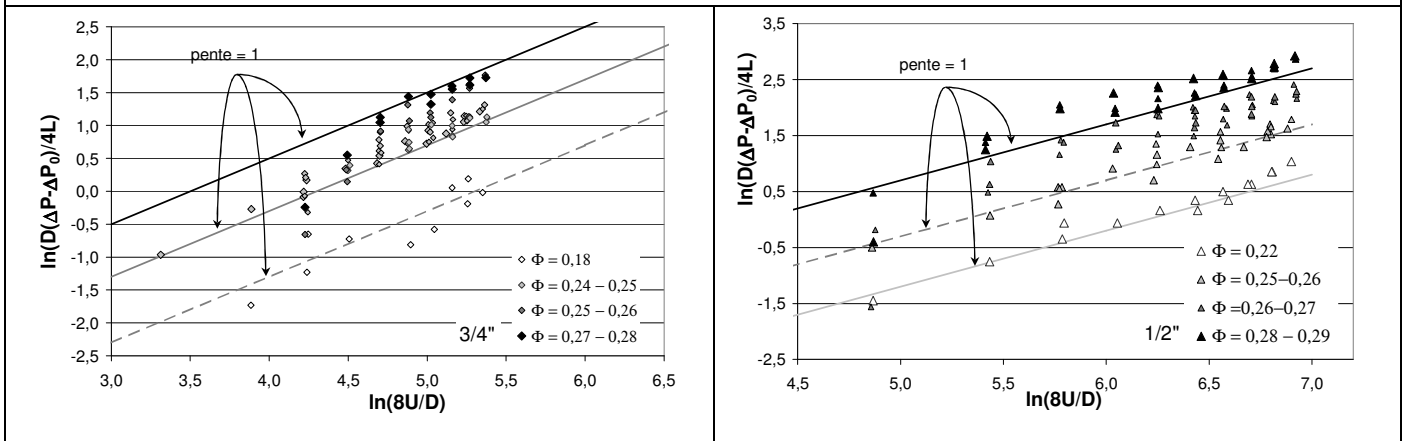 2,5
2,0
1,5
1,0
0,5
0,0
-0,5
-1,0
-1,5
-2,0
-2,5
ln(D(ΔP-ΔP₀)/4L)
pente = 1
Φ = 0,18
Φ = 0,24 – 0,25
Φ = 0,25 – 0,26
Φ = 0,27 – 0,28
3/4"
3,0 3,5 4,0 4,5 5,0 5,5 6,0 6,5
ln(8U/D)
3,5
2,5
1,5
0,5
-0,5
-1,5
-2,5
ln(D(ΔP-ΔP₀)/4L)
pente = 1
Φ = 0,22
Φ = 0,25–0,26
Φ =0,26–0,27
Φ = 0,28 – 0,29
1/2"
4,5 5,0 5,5 6,0 6,5 7,0
ln(8U/D)